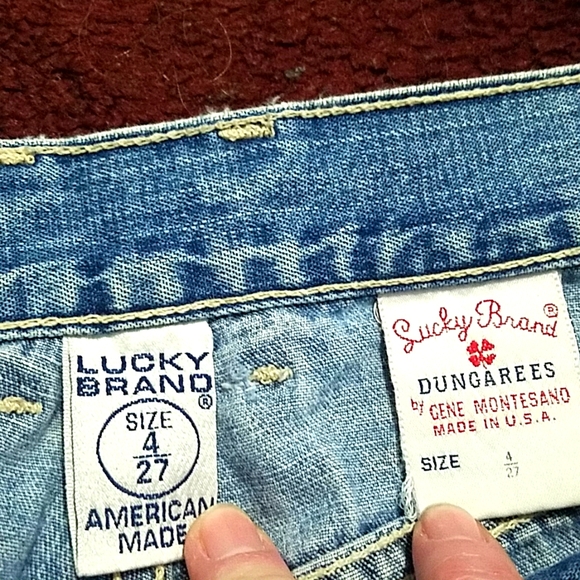 LUCKY
BRAND®
SIZE
4
27
AMERICAN
MADE
Lucky Brand®
DUNGAREES
by GENE MONTESANO
MADE IN U.S.A.
SIZE 4
27